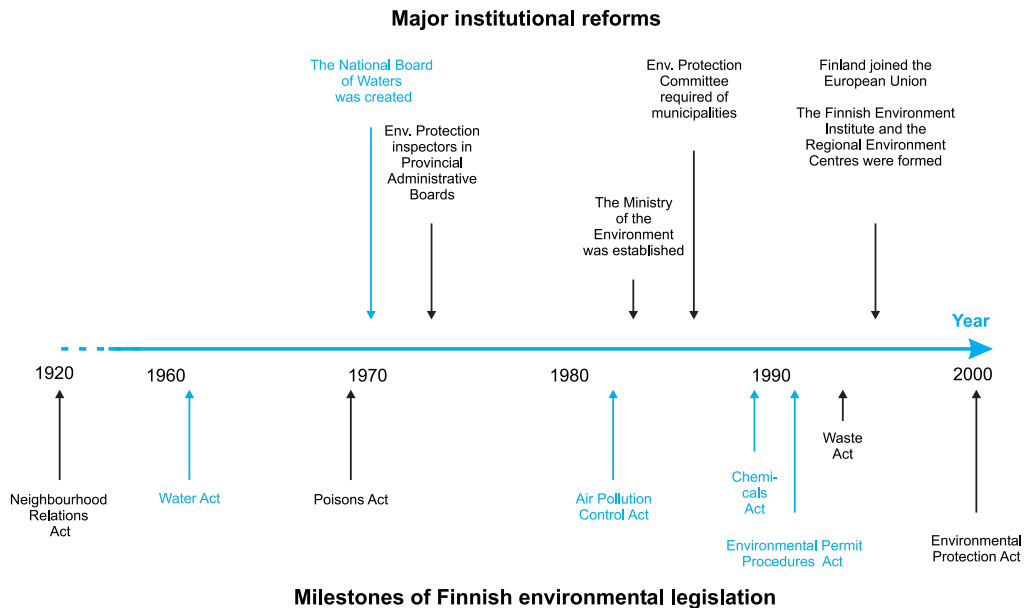 Major institutional reforms
The National Board
of Waters
was created
Env. Protection
inspectors in
Provincial
Administrative
Boards
The Ministry
of the
Environment
was established
Env. Protection
Committee
required of
municipalities
Finland joined the
European Union
The Finnish Environment
Institute and the
Regional Environment
Centres were formed
Year
1920
1960
1970
1980
1990
2000
Neighbourhood
Relations
Act
Water Act
Poisons Act
Air Pollution
Control Act
Chemi-
cals
Act
Environmental Permit
Procedures Act
Waste
Act
Environmental
Protection Act
Milestones of Finnish environmental legislation